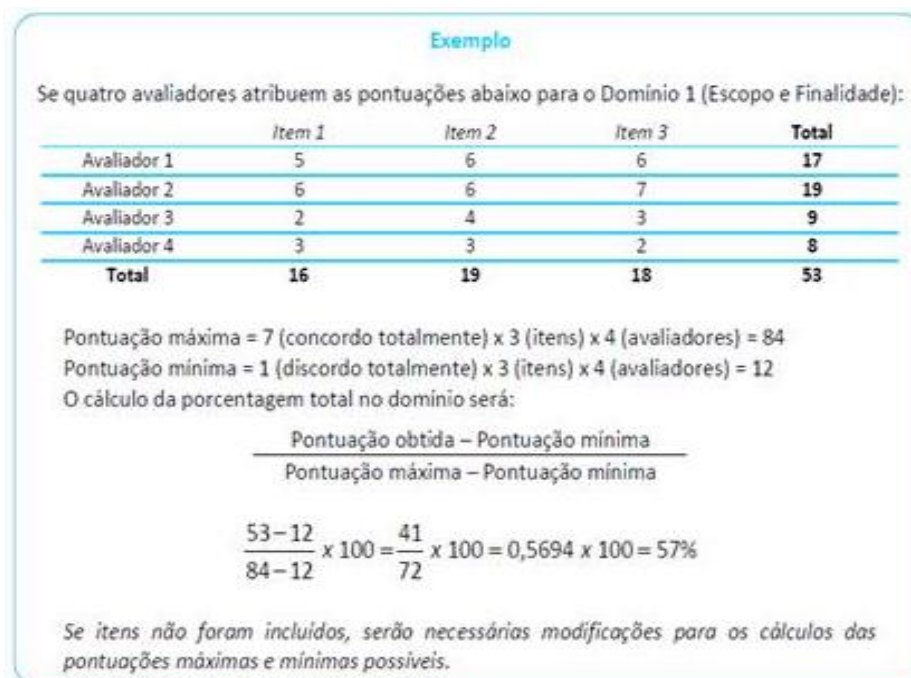 Exemplo
Se quatro avaliadores atribuem as pontuações abaixo para o Domínio 1 (Escopo e Finalidade):
Item 1 Item 2 Item 3 Total
Avaliador 1 5 6 6 17
Avaliador 2 6 6 7 19
Avaliador 3 2 4 3 9
Avaliador 4 3 3 2 8
Total 16 19 18 53
Pontuação máxima = 7 (concordo totalmente) x 3 (itens) x 4 (avaliadores) = 84
Pontuação mínima = 1 (discordo totalmente) x 3 (itens) x 4 (avaliadores) = 12
O cálculo da porcentagem total no domínio será:
Pontuação obtida – Pontuação mínima
Pontuação máxima – Pontuação mínima
53 – 12 / 84 – 12 x 100 = 41 / 72 x 100 = 0,5694 x 100 = 57%
Se itens não foram incluídos, serão necessárias modificações para os cálculos das
pontuações máximas e mínimas possíveis.